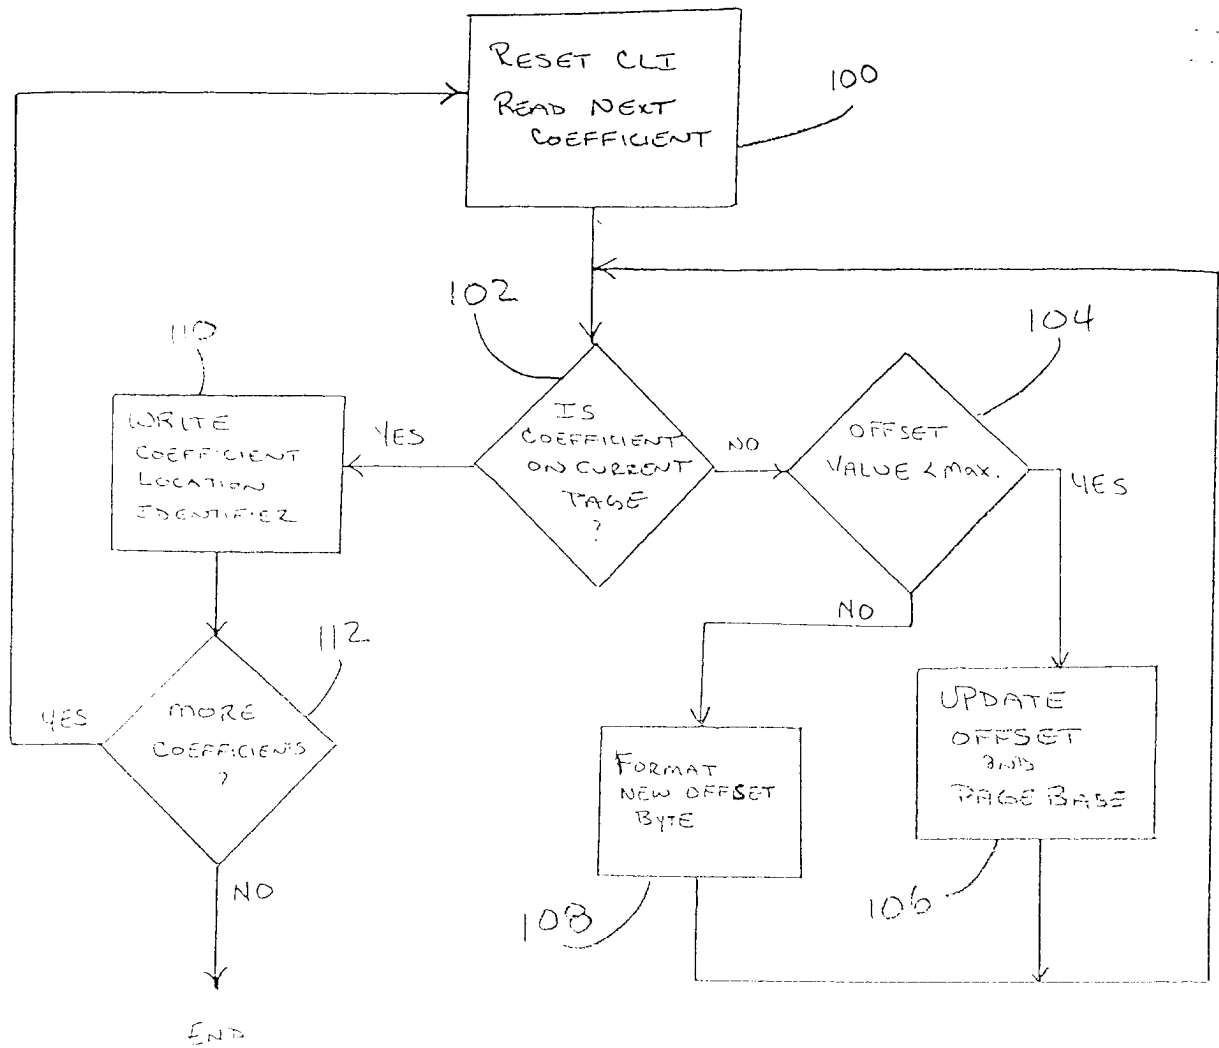 RESET CLI
READ NEXT
COEFFICIENT
100
102
104
110
IS
COEFFICIENT
ON CURRENT
PAGE
?
YES
NO
OFFSET
VALUE < MAX.
YES
NO
WRITE
COEFFICIENT
LOCATION
IDENTIFIER
112
MORE
COEFFICIENTS
?
YES
NO
FORMAT
NEW OFFSET
BYTE
108
UPDATE
OFFSET
AND
PAGE BASE
106
END